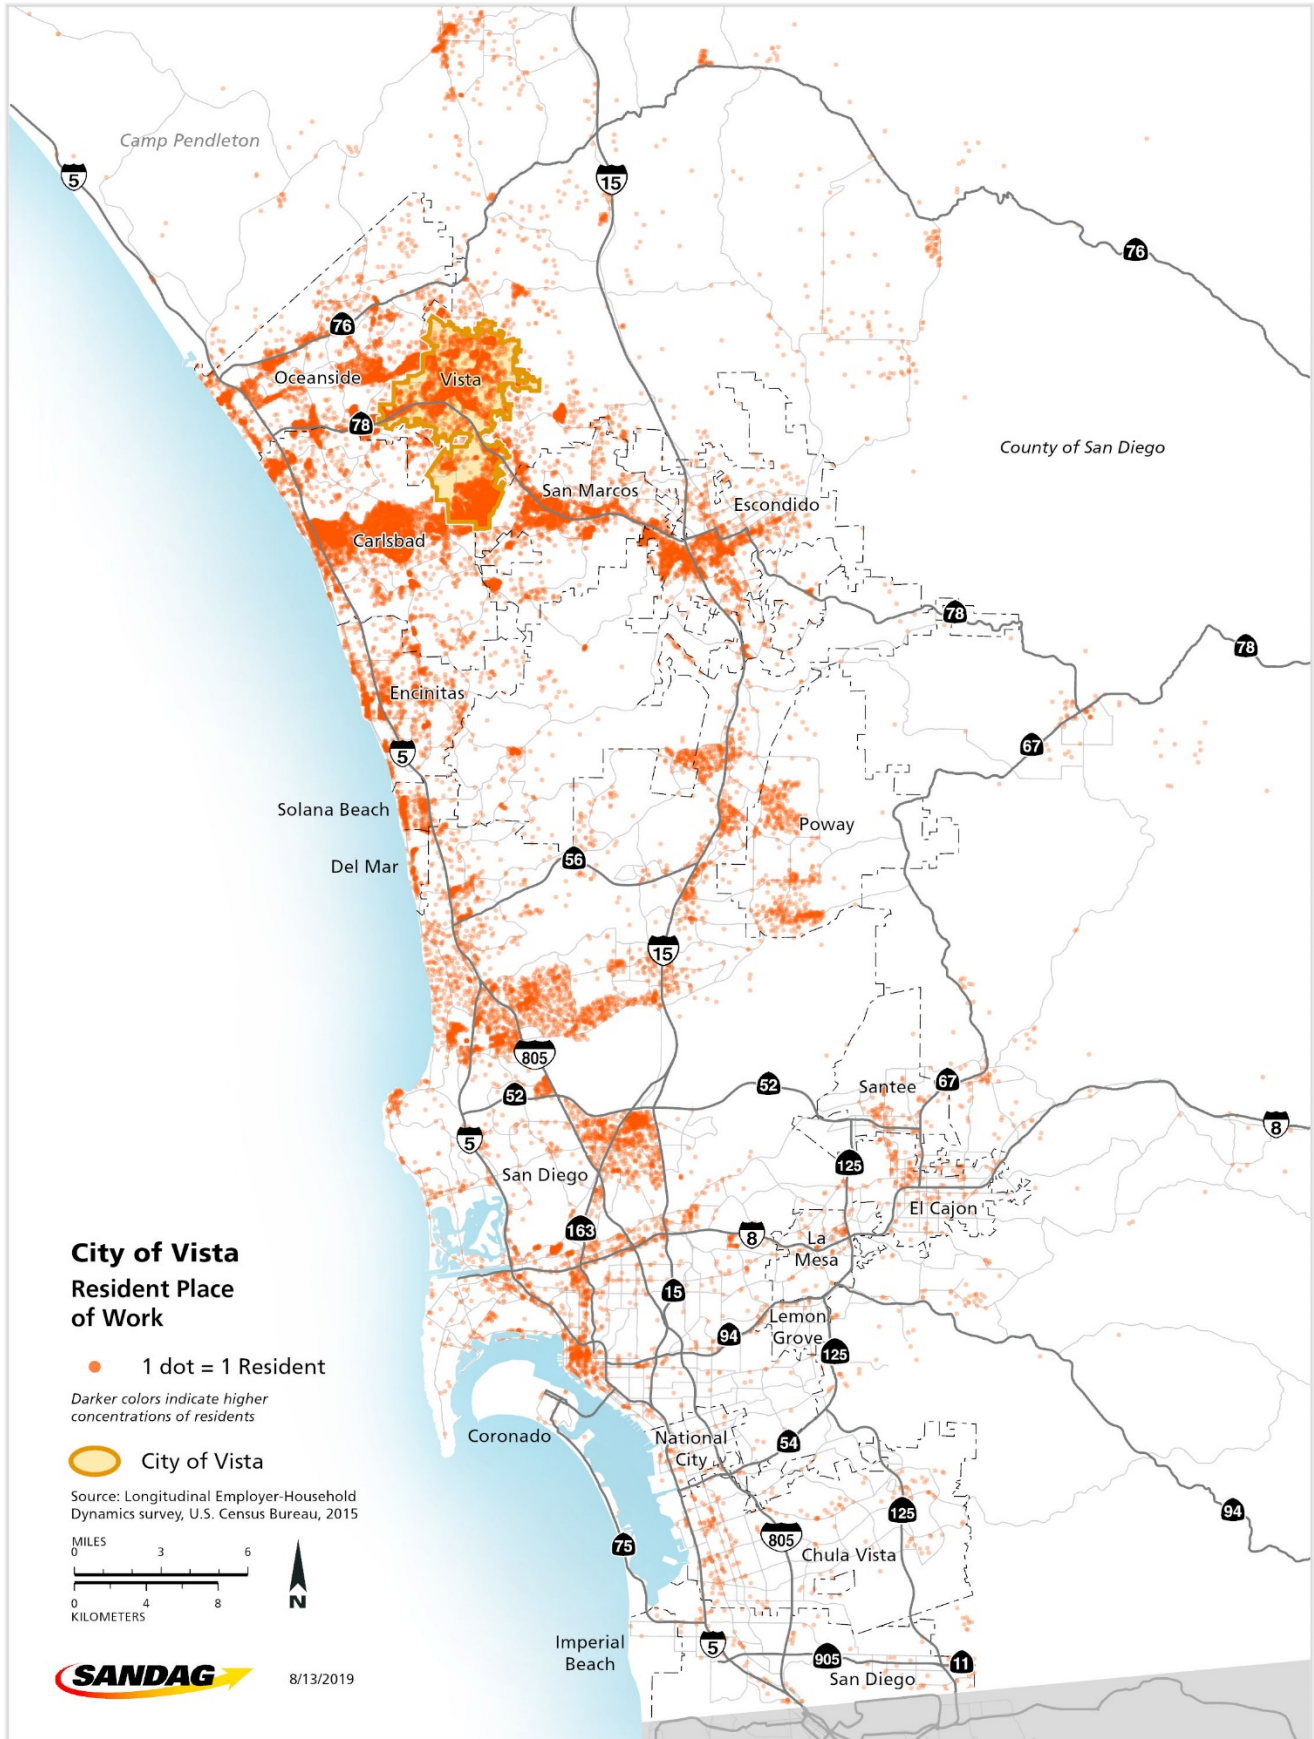 Camp Pendleton
5
15
76
76
Oceanside
Vista
78
County of San Diego
San Marcos
Escondido
Carlsbad
78
78
Encinitas
67
5
Solana Beach
Poway
Del Mar
56
15
805
52
52
Santee
67
8
5
125
San Diego
El Cajon
163
8
La
Mesa
15
Lemon
Grove
94
125
Coronado
National
City
54
125
94
805
75
Chula Vista
Imperial
Beach
5
905
11
San Diego
City of Vista
Resident Place
of Work
1 dot = 1 Resident
Darker colors indicate higher
concentrations of residents
City of Vista
Source: Longitudinal Employer-Household
Dynamics survey, U.S. Census Bureau, 2015
MILES
0 3 6
0 4 8
KILOMETERS
N
SANDAG
8/13/2019